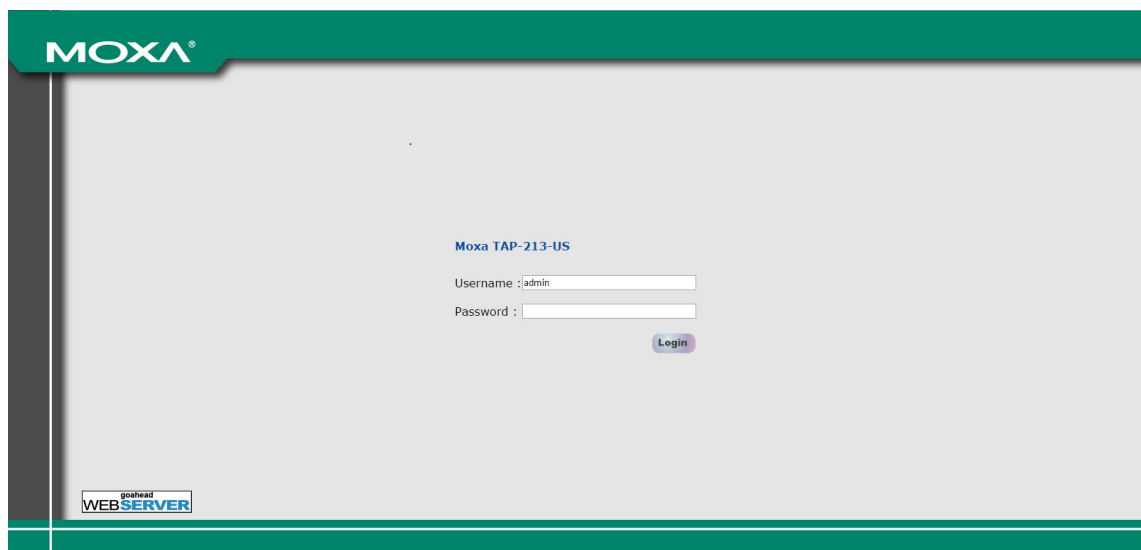 MOXA®
Moxa TAP-213-US
Username : admin
Password :
Login
goahead
WEBSERVER